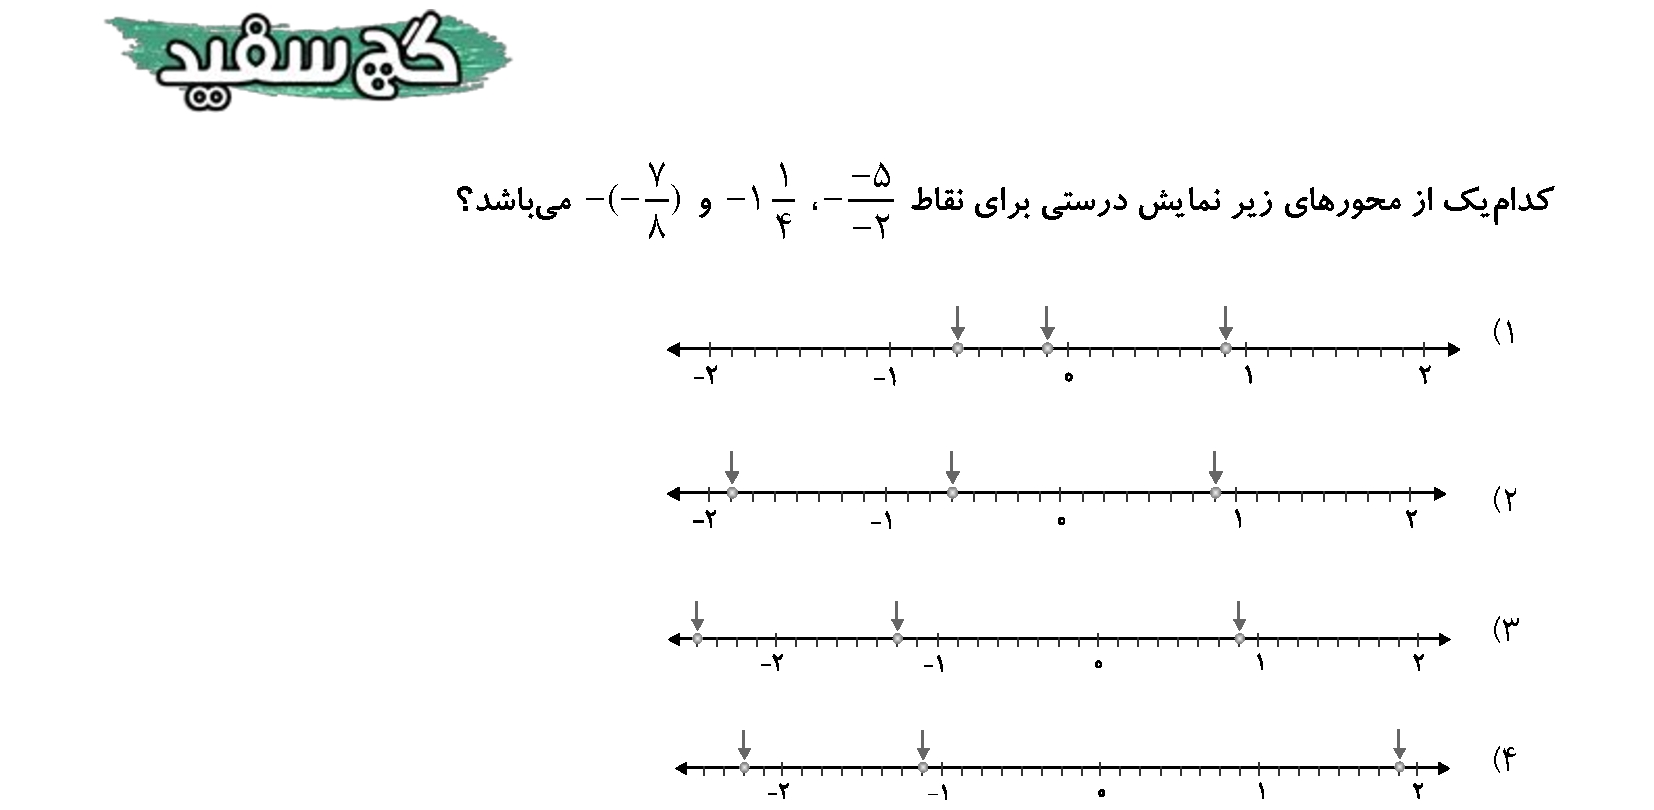 گچ سفید
کدام‌یک از محورهای زیر نمایش درستی برای نقاط -\frac{-۵}{-۲}، -۱\frac{۱}{۴} و -(-\frac{۷}{۸}) می‌باشد؟
۱)
-۲ -۱ ۰ ۱ ۲
۲)
-۲ -۱ ۰ ۱ ۲
۳)
-۲ -۱ ۰ ۱ ۲
۴)
-۲ -۱ ۰ ۱ ۲